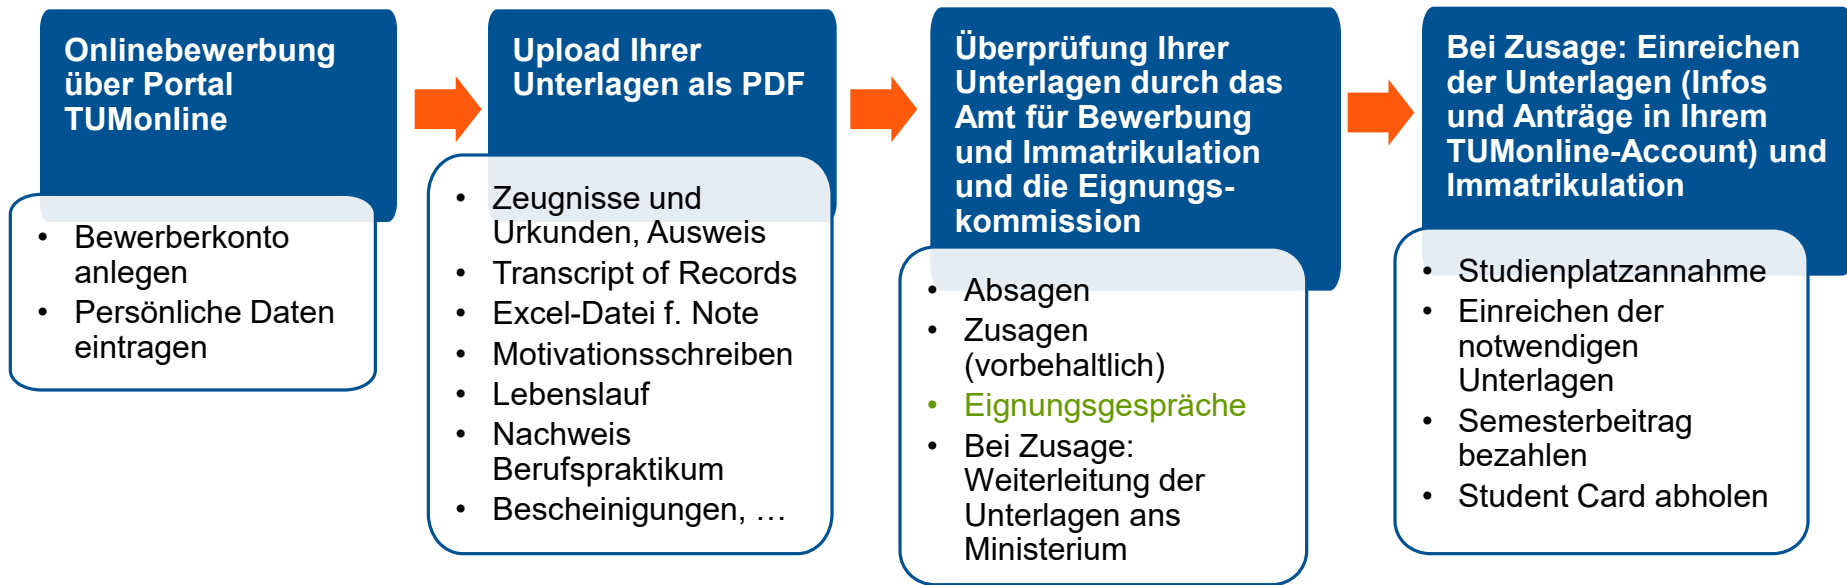 Onlinebewerbung
über Portal
TUMonline
• Bewerberkonto
anlegen
• Persönliche Daten
eintragen
Upload Ihrer
Unterlagen als PDF
• Zeugnisse und
Urkunden, Ausweis
• Transcript of Records
• Excel-Datei f. Note
• Motivationsschreiben
• Lebenslauf
• Nachweis
Berufspraktikum
• Bescheinigungen, …
Überprüfung Ihrer
Unterlagen durch das
Amt für Bewerbung
und Immatrikulation
und die Eignungs-
kommission
• Absagen
• Zusagen
(vorbehaltlich)
• Eignungsgespräche
• Bei Zusage:
Weiterleitung der
Unterlagen ans
Ministerium
Bei Zusage: Einreichen
der Unterlagen (Infos
und Anträge in Ihrem
TUMonline-Account) und
Immatrikulation
• Studienplatzannahme
• Einreichen der
notwendigen
Unterlagen
• Semesterbeitrag
bezahlen
• Student Card abholen